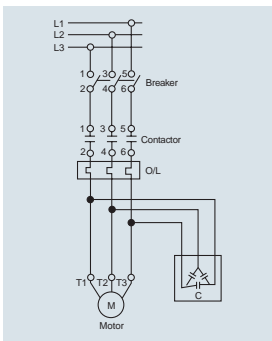 L1
L2
L3
1 3 5
Breaker
2 4 6
1 3 5
Contactor
2 4 6
O/L
T1 T2 T3
C
M
Motor